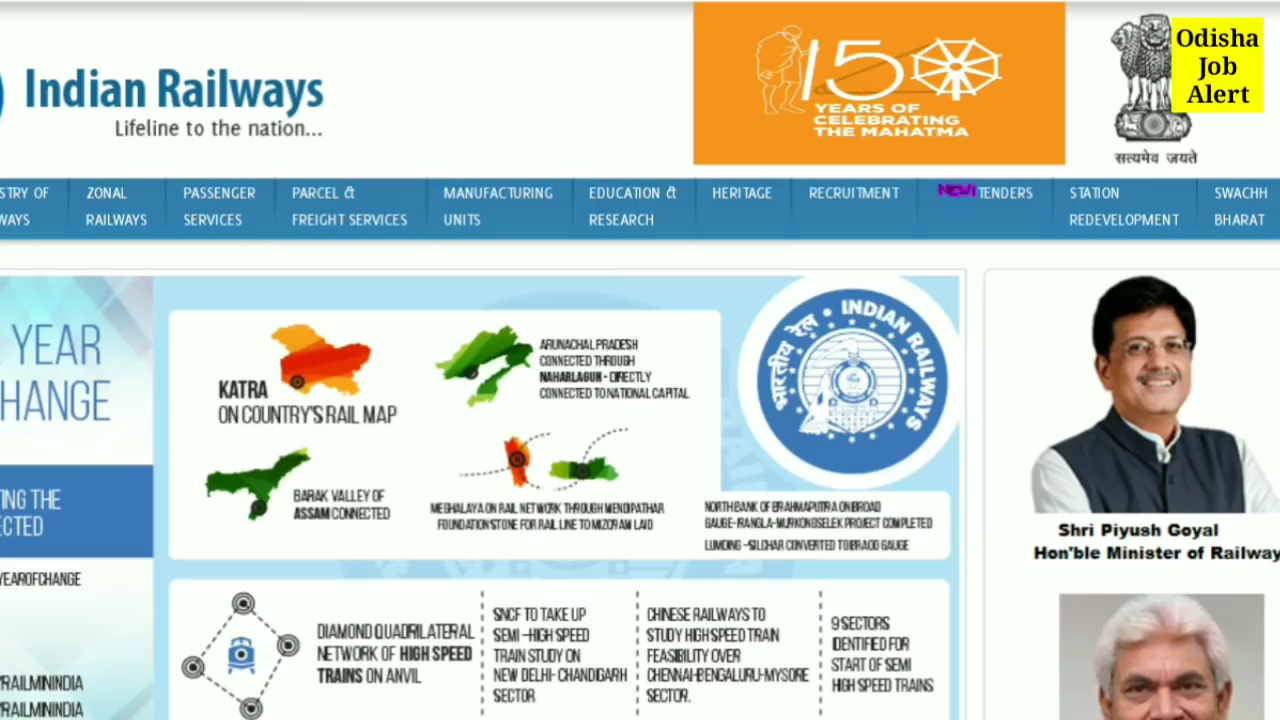 Indian Railways
Lifeline to the nation...
150
YEARS OF
CELEBRATING
THE MAHATMA
सत्यमेव जयते
Odisha
Job
Alert
STRY OF
WAYS
ZONAL
RAILWAYS
PASSENGER
SERVICES
PARCEL &
FREIGHT SERVICES
MANUFACTURING
UNITS
EDUCATION &
RESEARCH
HERITAGE
RECRUITMENT
NEW! TENDERS
STATION
REDEVELOPMENT
SWACHH
BHARAT
YEAR
HANGE
TING THE
ECTED
YEAROFCHANGE
/RAILMININDIA
/RAILMININDIA
KATRA
ON COUNTRY'S RAIL MAP
ARUNACHAL PRADESH
CONNECTED THROUGH
NAHARLAGUN - DIRECTLY
CONNECTED TO NATIONAL CAPITAL
BARAK VALLEY OF
ASSAM CONNECTED
MEGHALAYA ON RAIL NETWORK THROUGH MENDIPATHAR
FOUNDATION STONE FOR RAIL LINE TO MIZORAM LAID
भारतीय रेल • INDIAN RAILWAYS
NORTH BANK OF BRAHMAPUTRA ON BROAD
GAUGE-RANGIA-MURKONGSELEK PROJECT COMPLETED
LUMDING -SILCHAR CONVERTED TO BRAOD GAUGE
DIAMOND QUADRILATERAL
NETWORK OF HIGH SPEED
TRAINS ON ANVIL
SNCF TO TAKE UP
SEMI -HIGH SPEED
TRAIN STUDY ON
NEW DELHI- CHANDIGARH
SECTOR
CHINESE RAILWAYS TO
STUDY HIGH SPEED TRAIN
FEASIBILITY OVER
CHENNAI-BENGALURU-MYSORE
SECTOR.
9 SECTORS
IDENTIFIED FOR
START OF SEMI
HIGH SPEED TRAINS
Shri Piyush Goyal
Hon'ble Minister of Railway